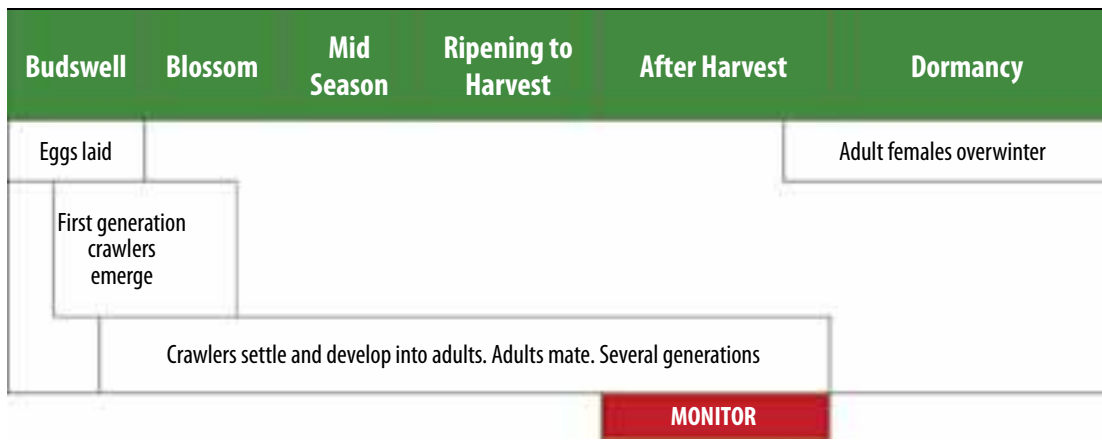 Budswell
Blossom
Mid
Season
Ripening to
Harvest
After Harvest
Dormancy
Eggs laid
Adult females overwinter
First generation
crawlers
emerge
Crawlers settle and develop into adults. Adults mate. Several generations
MONITOR